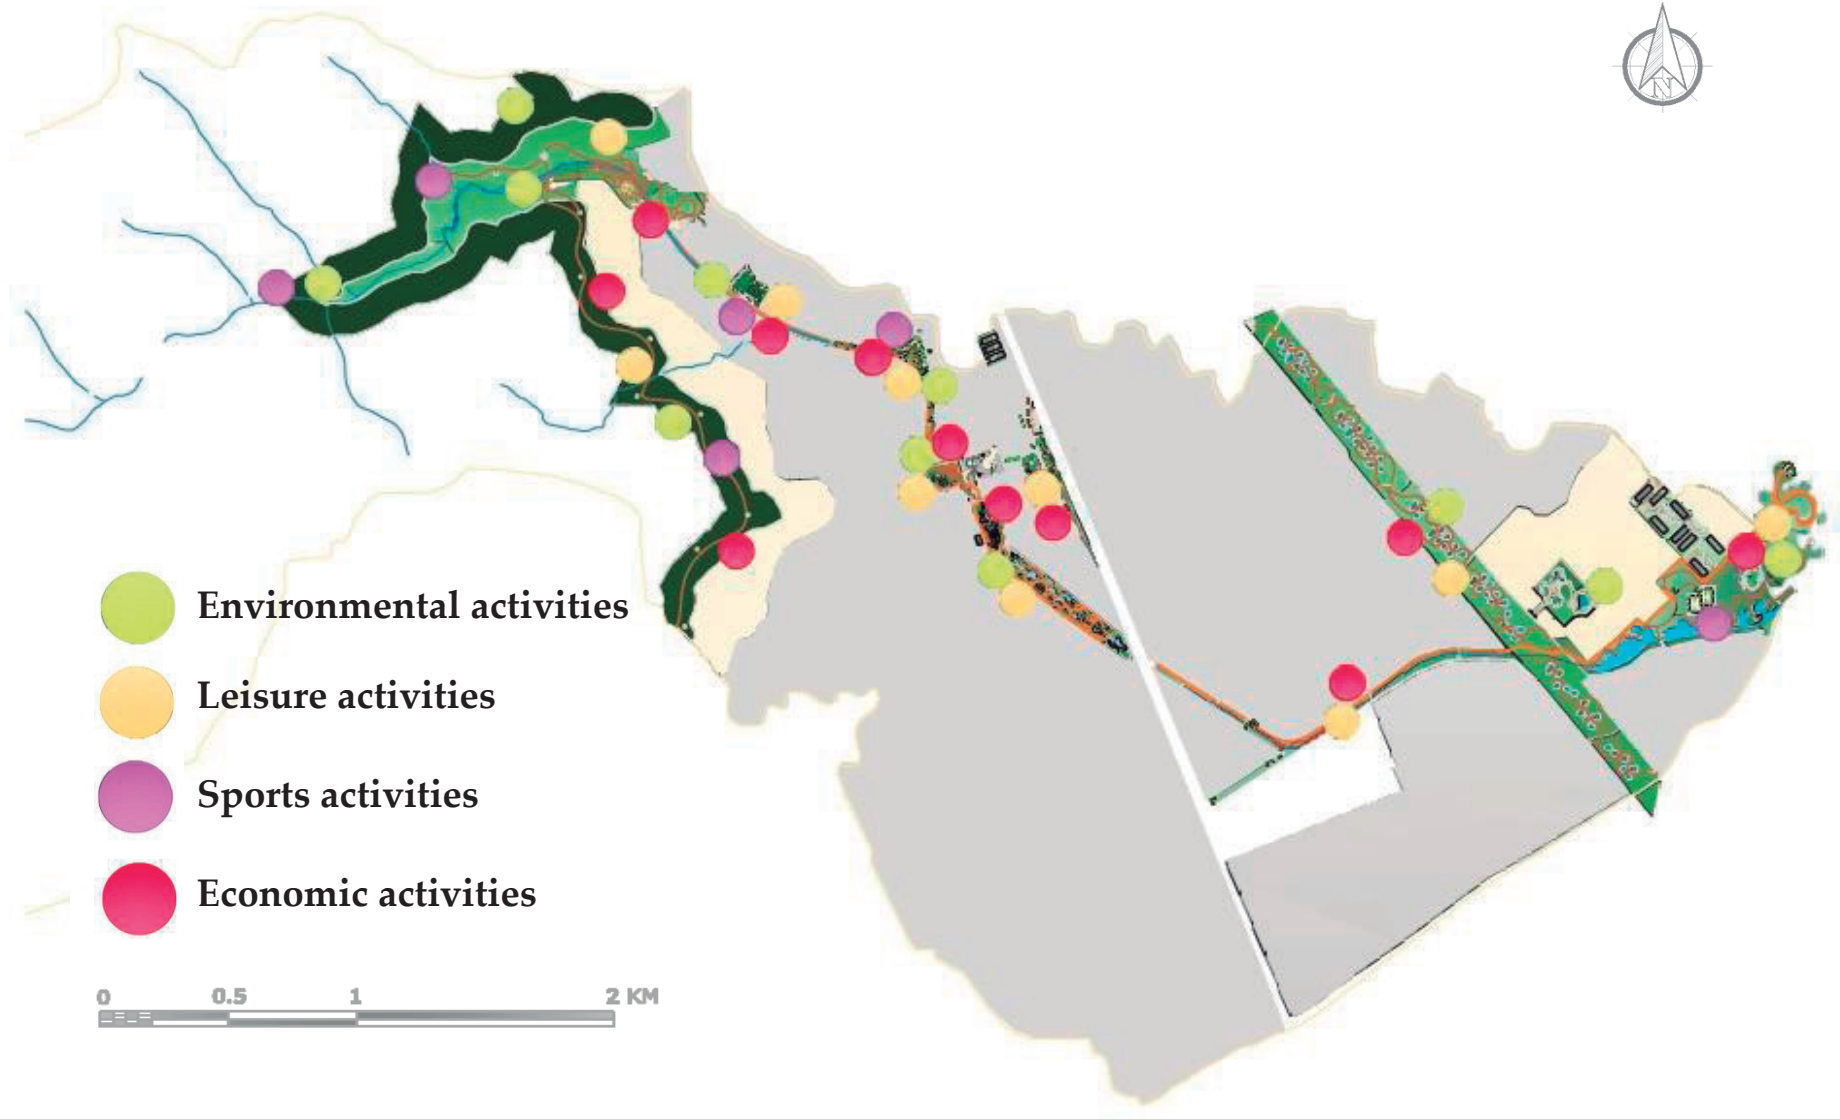 N
Environmental activities
Leisure activities
Sports activities
Economic activities
0 0.5 1 2 KM